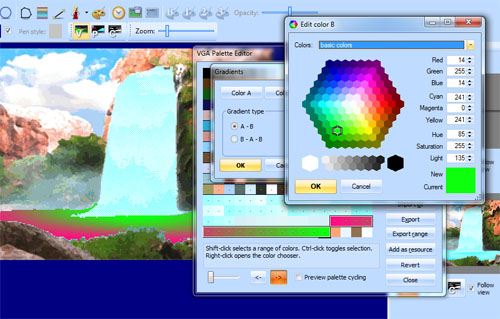 Opacity:
Pen style:
Zoom:
VGA Palette Editor
Gradients
Color A
Gradient type
A - B
B - A - B
OK
Edit color B
Colors:
basic colors
Red
14
Green
255
Blue
14
Cyan
241
Magenta
0
Yellow
241
Hue
85
Saturation
255
Light
135
New
Current
OK
Cancel
Export
Export range
Add as resource
Revert
Close
Shift-click selects a range of colors. Ctrl-click toggles selection.
Right-click opens the color chooser.
<-
->
Preview palette cycling
Follow
view